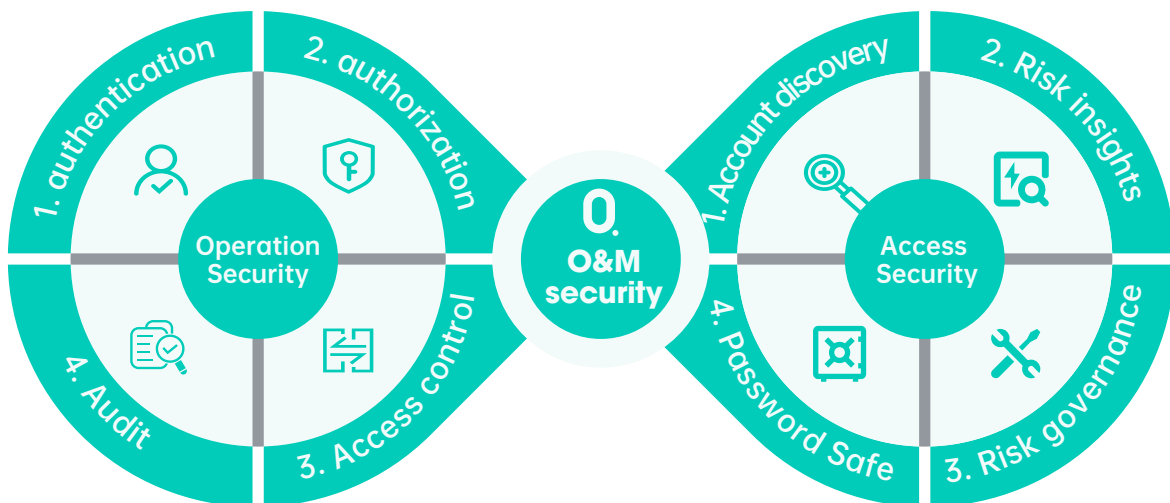 1. authentication
2. authorization
3. Access control
4. Audit
Operation
Security
0.
O&M
security
1. Account discovery
2. Risk insights
3. Risk governance
4. Password Safe
Access
Security